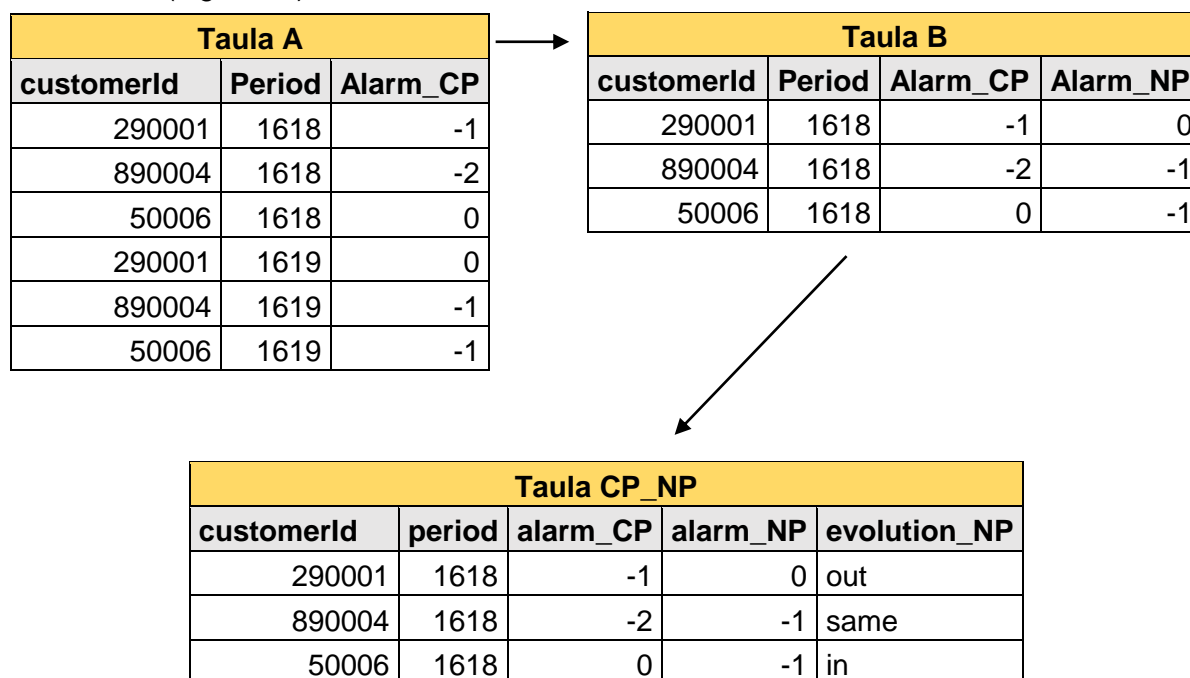 Taula A
customerId Period Alarm_CP
290001 1618 -1
890004 1618 -2
50006 1618 0
290001 1619 0
890004 1619 -1
50006 1619 -1
Taula B
customerId Period Alarm_CP Alarm_NP
290001 1618 -1 0
890004 1618 -2 -1
50006 1618 0 -1
Taula CP_NP
customerId period alarm_CP alarm_NP evolution_NP
290001 1618 -1 0 out
890004 1618 -2 -1 same
50006 1618 0 -1 in